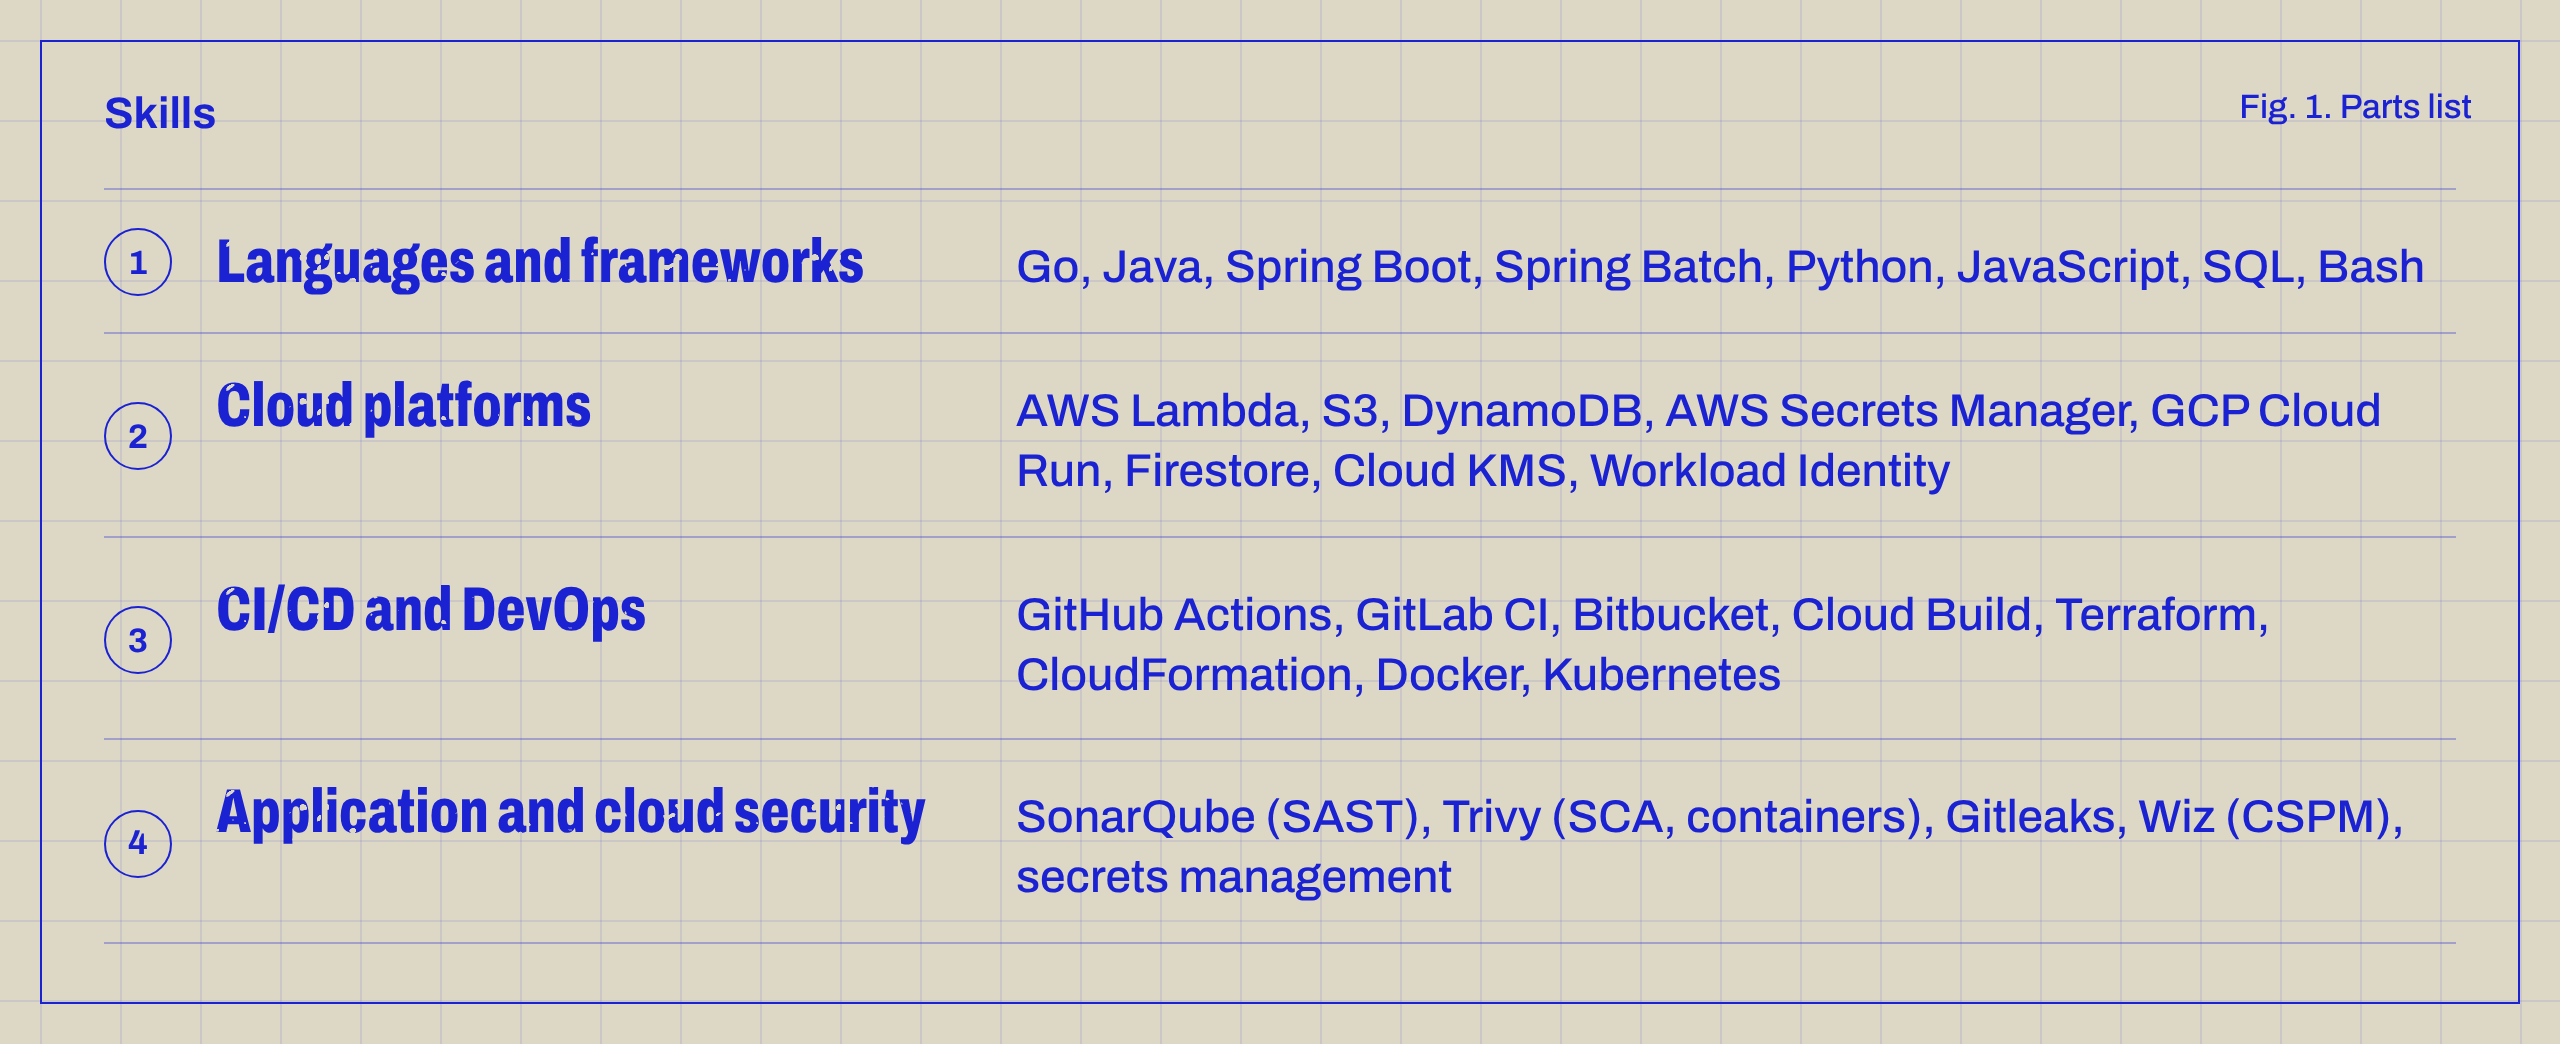 Skills
Fig. 1. Parts list
1 Languages and frameworks
Go, Java, Spring Boot, Spring Batch, Python, JavaScript, SQL, Bash
2 Cloud platforms
AWS Lambda, S3, DynamoDB, AWS Secrets Manager, GCP Cloud
Run, Firestore, Cloud KMS, Workload Identity
3 CI/CD and DevOps
GitHub Actions, GitLab CI, Bitbucket, Cloud Build, Terraform,
CloudFormation, Docker, Kubernetes
4 Application and cloud security
SonarQube (SAST), Trivy (SCA, containers), Gitleaks, Wiz (CSPM),
secrets management